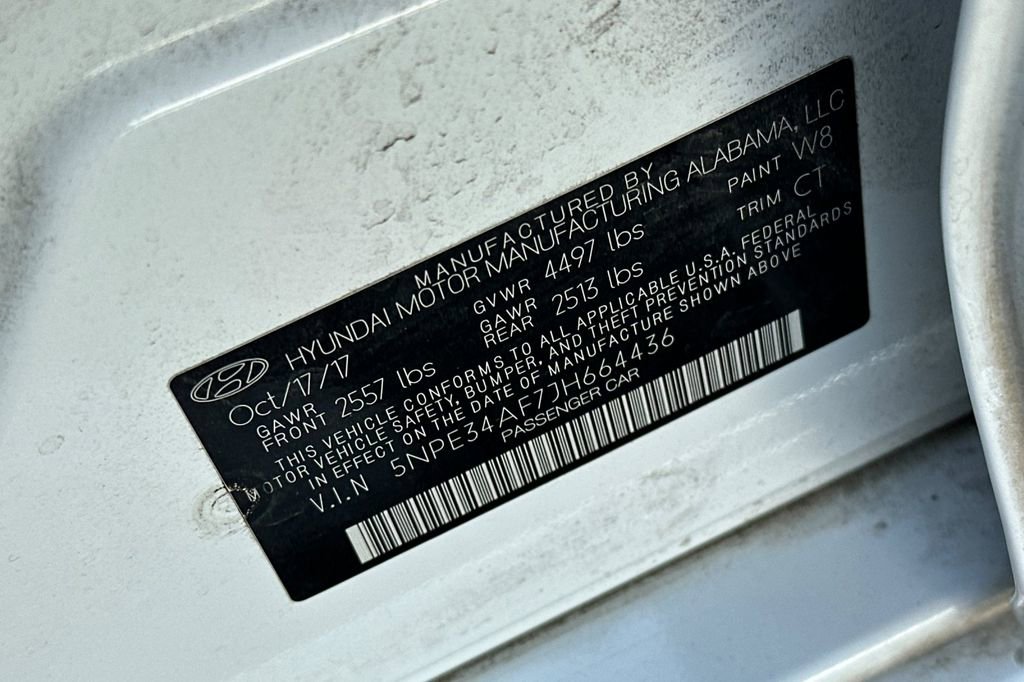 MANUFACTURED BY
HYUNDAI MOTOR MANUFACTURING ALABAMA, LLC
Oct/17/17 GVWR 4497 lbs PAINT W8
GAWR FRONT 2557 lbs GAWR REAR 2513 lbs TRIM CT
THIS VEHICLE CONFORMS TO ALL APPLICABLE U.S.A. FEDERAL
MOTOR VEHICLE SAFETY, BUMPER, AND THEFT PREVENTION STANDARDS
IN EFFECT ON THE DATE OF MANUFACTURE SHOWN ABOVE
V.I.N 5NPE34AF7JH664436
PASSENGER CAR